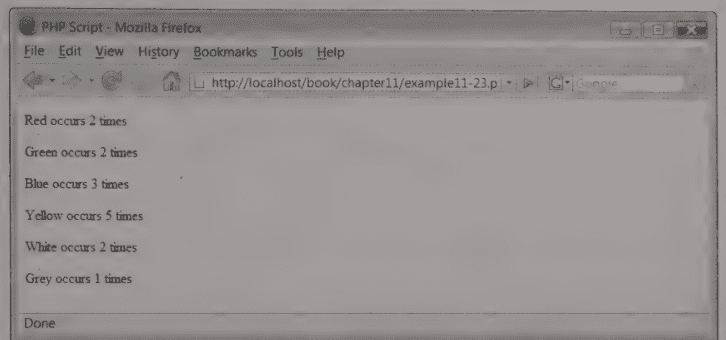 PHP Script - Mozilla Firefox
File Edit View History Bookmarks Tools Help
http://localhost/book/chapter11/example11-23.p G Google
Red occurs 2 times
Green occurs 2 times
Blue occurs 3 times
Yellow occurs 5 times
White occurs 2 times
Grey occurs 1 times
Done